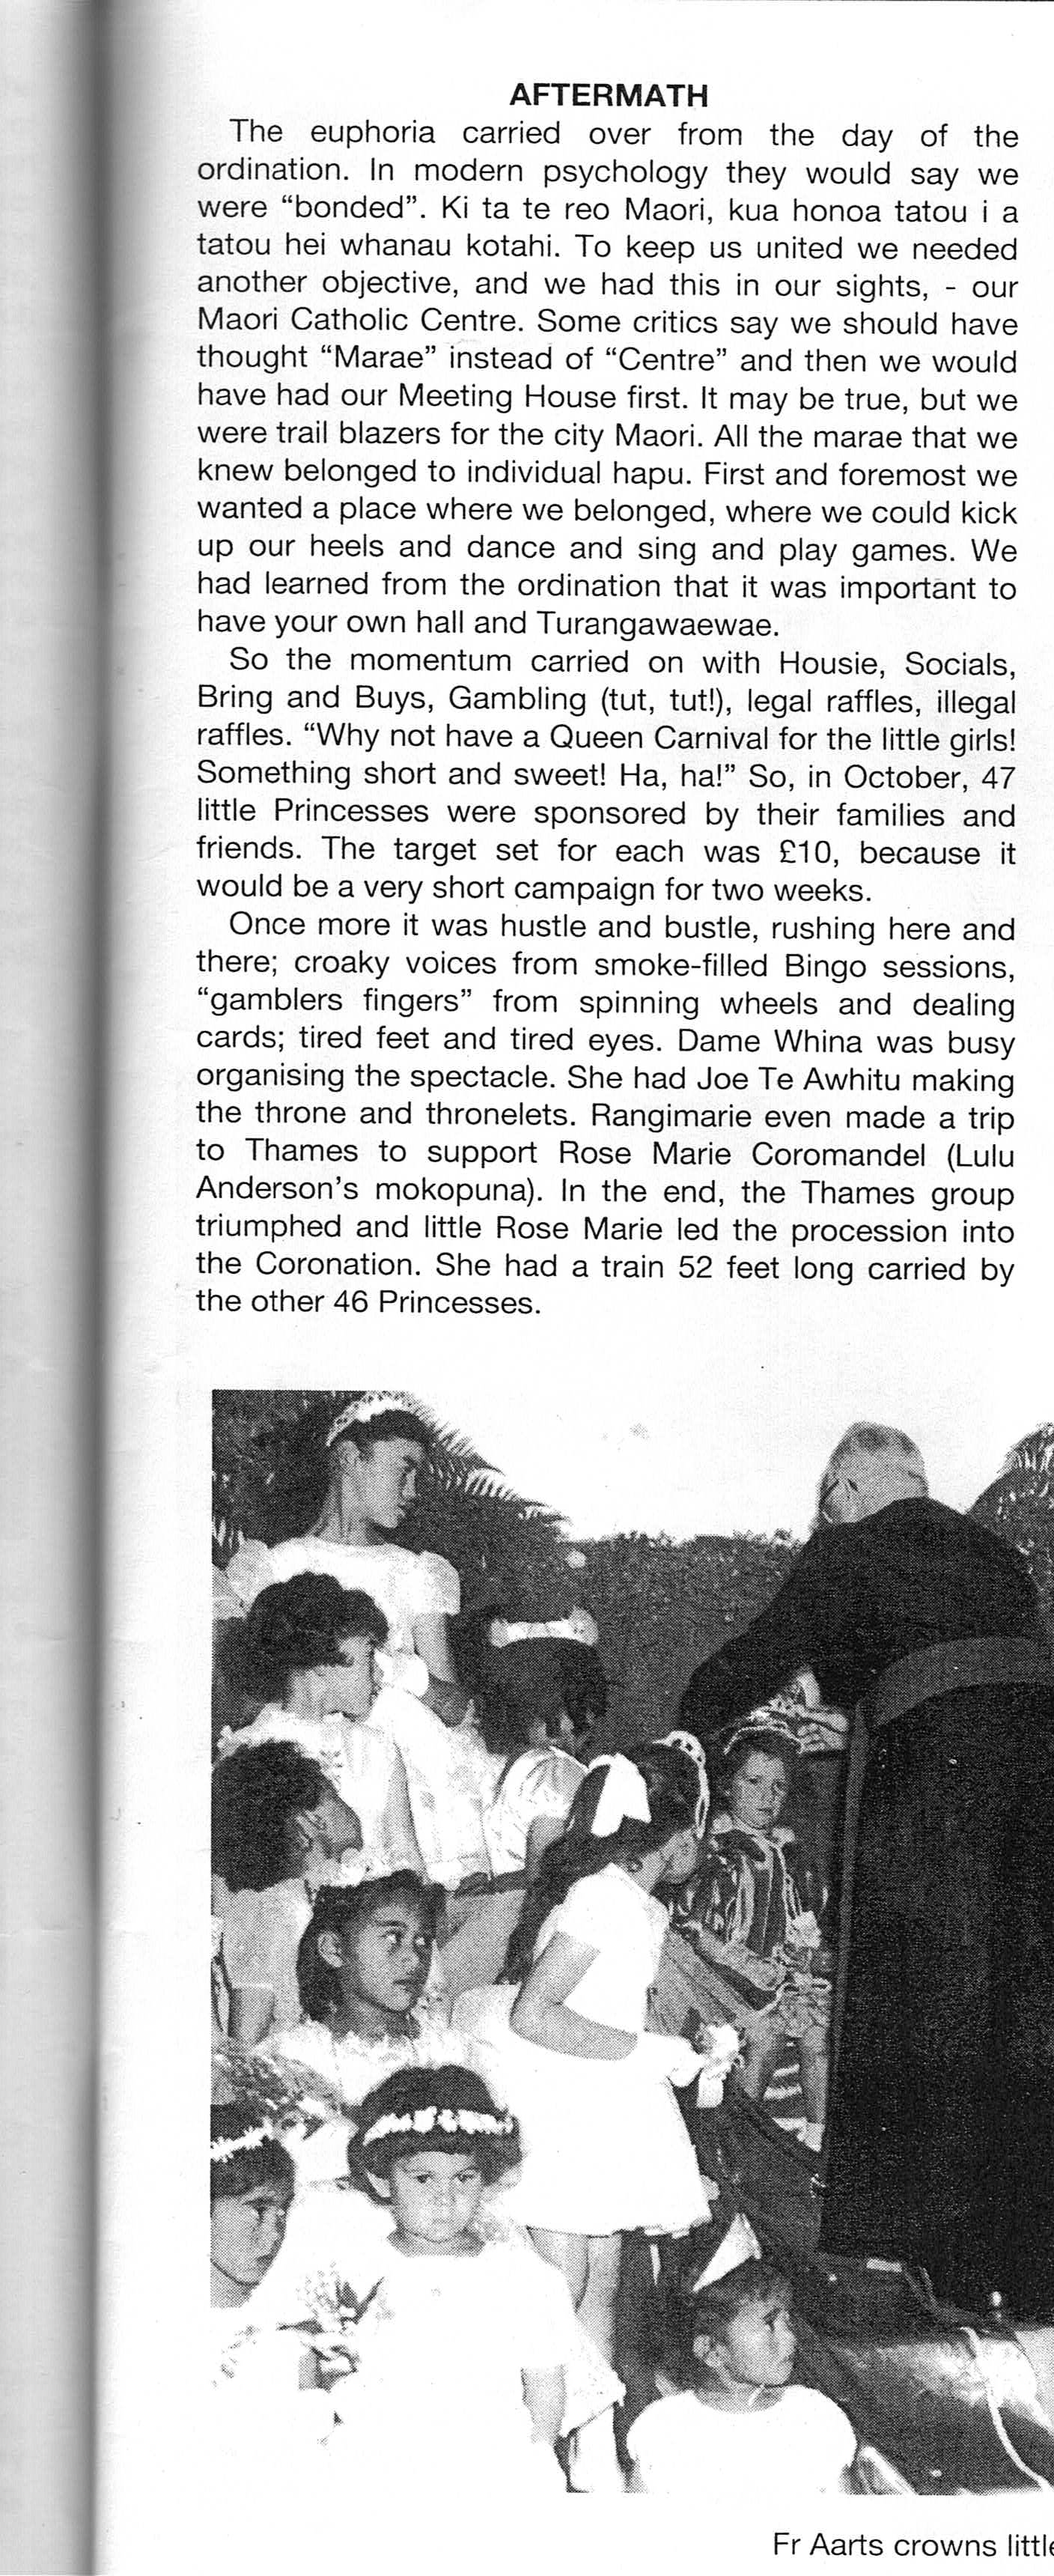 AFTERMATH
The euphoria carried over from the day of the
ordination. In modern psychology they would say we
were “bonded”. Ki ta te reo Maori, kua honoa tatou i a
tatou hei whanau kotahi. To keep us united we needed
another objective, and we had this in our sights, - our
Maori Catholic Centre. Some critics say we should have
thought “Marae” instead of “Centre” and then we would
have had our Meeting House first. It may be true, but we
were trail blazers for the city Maori. All the marae that we
knew belonged to individual hapu. First and foremost we
wanted a place where we belonged, where we could kick
up our heels and dance and sing and play games. We
had learned from the ordination that it was important to
have your own hall and Turangawaewae.
So the momentum carried on with Housie, Socials,
Bring and Buys, Gambling (tut, tut!), legal raffles, illegal
raffles. “Why not have a Queen Carnival for the little girls!
Something short and sweet! Ha, ha!” So, in October, 47
little Princesses were sponsored by their families and
friends. The target set for each was £10, because it
would be a very short campaign for two weeks.
Once more it was hustle and bustle, rushing here and
there; croaky voices from smoke-filled Bingo sessions,
“gamblers fingers” from spinning wheels and dealing
cards; tired feet and tired eyes. Dame Whina was busy
organising the spectacle. She had Joe Te Awhitu making
the throne and thronelets. Rangimarie even made a trip
to Thames to support Rose Marie Coromandel (Lulu
Anderson’s mokopuna). In the end, the Thames group
triumphed and little Rose Marie led the procession into
the Coronation. She had a train 52 feet long carried by
the other 46 Princesses.
Fr Aarts crowns little